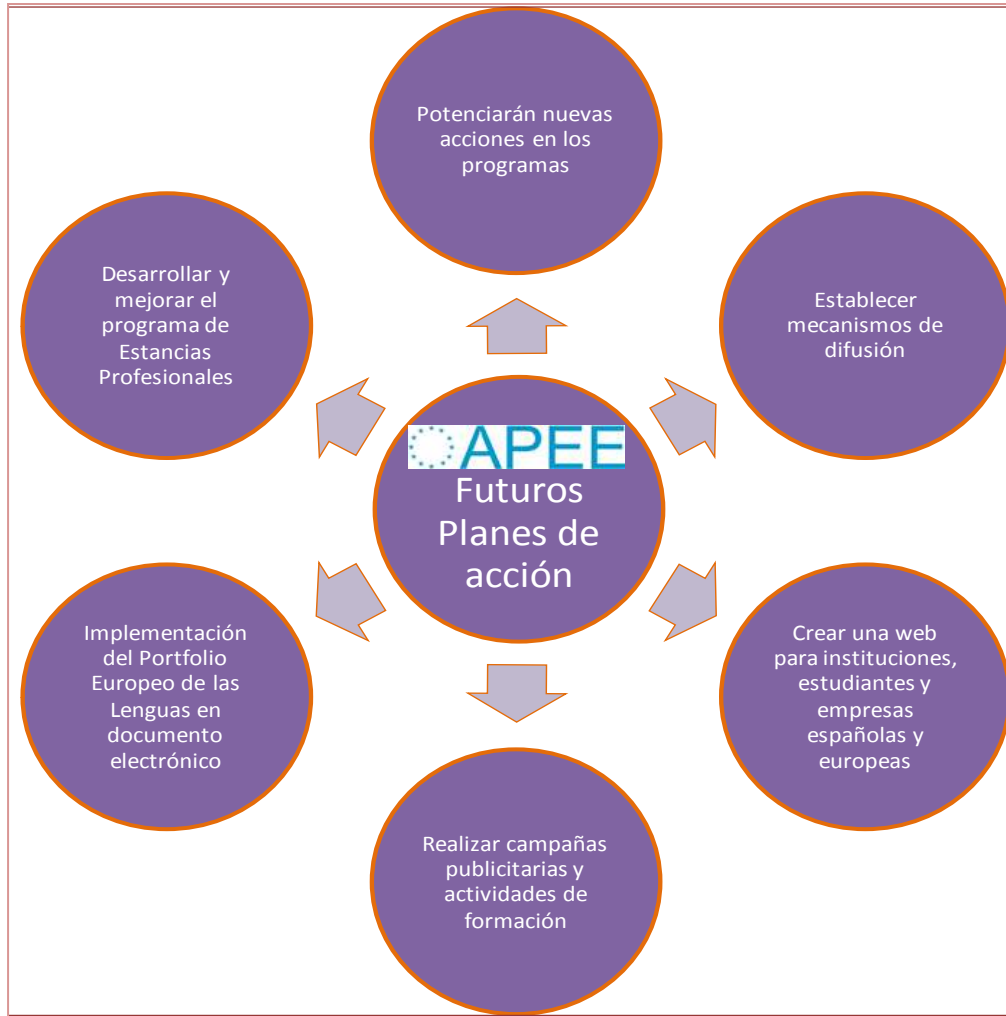 Potenciarán nuevas
acciones en los
programas
Desarrollar y
mejorar el
programa de
Estancias
Profesionales
Establecer
mecanismos de
difusión
OAPEE
Futuros
Planes de
acción
Implementación
del Portfolio
Europeo de las
Lenguas en
documento
electrónico
Crear una web
para instituciones,
estudiantes y
empresas
españolas y
europeas
Realizar campañas
publicitarias y
actividades de
formación